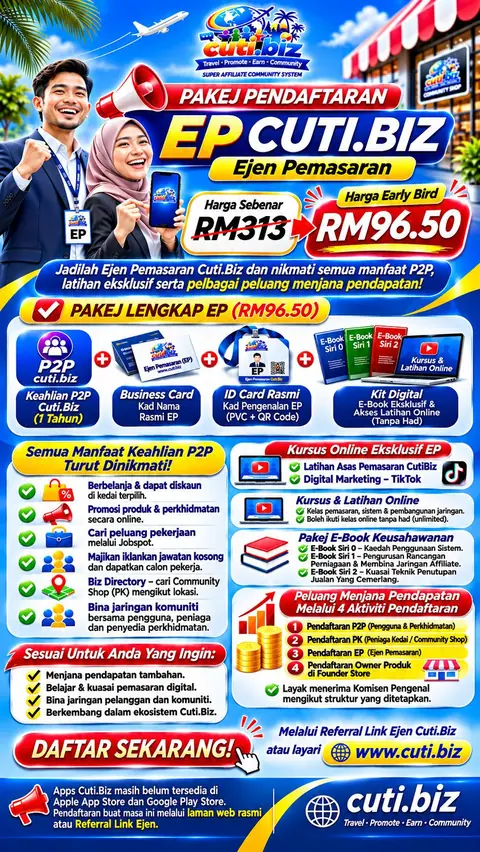 my
cuti.biz
Travel • Promote • Earn • Community
SUPER AFFILIATE COMMUNITY SYSTEM
cuti.biz
COMMUNITY SHOP
PAKEJ PENDAFTARAN
EP CUTI.BIZ
Ejen Pemasaran
EP
Harga Sebenar
RM313
Harga Early Bird
RM96.50
Jadilah Ejen Pemasaran Cuti.Biz dan nikmati semua manfaat P2P,
latihan eksklusif serta pelbagai peluang menjana pendapatan!
PAKEJ LENGKAP EP (RM96.50)
P2P
cuti.biz
Keahlian P2P
Cuti.Biz
(1 Tahun)
Ejen Pemasaran (EP)
Business Card
Kad Nama
Rasmi EP
ID Card Rasmi
Kad Pengenalan EP
(PVC + QR Code)
E-Book
Siri 0
E-Book
Siri 1
E-Book
Siri 2
Kursus &
Latihan Online
Kit Digital
E-Book Eksklusif &
Akses Latihan Online
(Tanpa Had)
Semua Manfaat Keahlian P2P
Turut Dinikmati!
Berbelanja & dapat diskaun
di kedai terpilih.
Promosi produk & perkhidmatan
secara online.
Cari peluang pekerjaan
melalui Jobspot.
Majikan iklankan jawatan kosong
dan dapatkan calon pekerja.
Biz Directory – cari Community
Shop (PK) mengikut lokasi.
Bina jaringan komuniti
bersama pengguna, peniaga
dan penyedia perkhidmatan.
Kursus Online Eksklusif EP
Latihan Asas Pemasaran CutiBiz
Digital Marketing – TikTok
Kursus & Latihan Online
Kelas pemasaran, sistem & pembangunan jaringan.
Boleh ikuti kelas online tanpa had (unlimited).
Pakej E-Book Keusahawanan
E-Book Siri 0 – Kaedah Penggunaan Sistem.
E-Book Siri 1 – Pengurusan Rancangan
Perniagaan & Membina Jaringan Affiliate.
E-Book Siri 2 – Kuasai Teknik Penutupan
Jualan Yang Cemerlang.
Peluang Menjana Pendapatan
Melalui 4 Aktiviti Pendaftaran
1 Pendaftaran P2P (Pengguna & Perkhidmatan)
2 Pendaftaran PK (Peniaga Kedai / Community Shop)
3 Pendaftaran EP (Ejen Pemasaran)
4 Pendaftaran Owner Produk
di Founder Store
Layak menerima Komisen Pengenal
mengikut struktur yang ditetapkan.
Sesuai Untuk Anda Yang Ingin:
Menjana pendapatan tambahan.
Belajar & kuasai pemasaran digital.
Bina jaringan pelanggan dan komuniti.
Berkembang dalam ekosistem Cuti.Biz.
DAFTAR SEKARANG!
Melalui Referral Link Ejen Cuti.Biz
atau layari www.cuti.biz
Apps Cuti.Biz masih belum tersedia di
Apple App Store dan Google Play Store.
Pendaftaran buat masa ini melalui laman web rasmi
atau Referral Link Ejen.
cuti.biz
Travel • Promote • Earn • Community